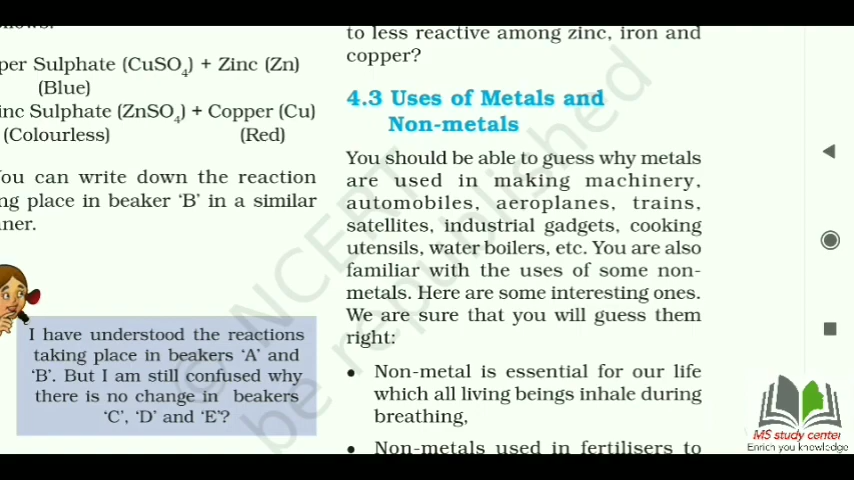 per Sulphate (CuSO4) + Zinc (Zn)
(Blue)
inc Sulphate (ZnSO4) + Copper (Cu)
(Colourless) (Red)
ou can write down the reaction
ng place in beaker ‘B’ in a similar
ner.
I have understood the reactions
taking place in beakers ‘A’ and
‘B’. But I am still confused why
there is no change in beakers
‘C’, ‘D’ and ‘E’?
to less reactive among zinc, iron and
copper?
4.3 Uses of Metals and
Non-metals
You should be able to guess why metals
are used in making machinery,
automobiles, aeroplanes, trains,
satellites, industrial gadgets, cooking
utensils, water boilers, etc. You are also
familiar with the uses of some non-
metals. Here are some interesting ones.
We are sure that you will guess them
right:
• Non-metal is essential for our life
which all living beings inhale during
breathing,
• Non-metals used in fertilisers to
© NCERT
be republished
MS study center
Enrich you knowledge